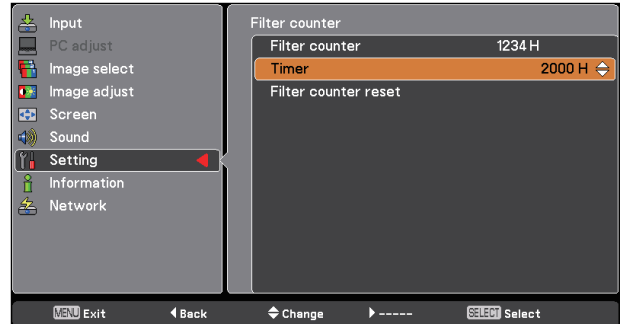 Input
PC adjust
Image select
Image adjust
Screen
Sound
Setting
Information
Network
Filter counter
Filter counter 1234 H
Timer 2000 H
Filter counter reset
MENU Exit Back Change ----- SELECT Select